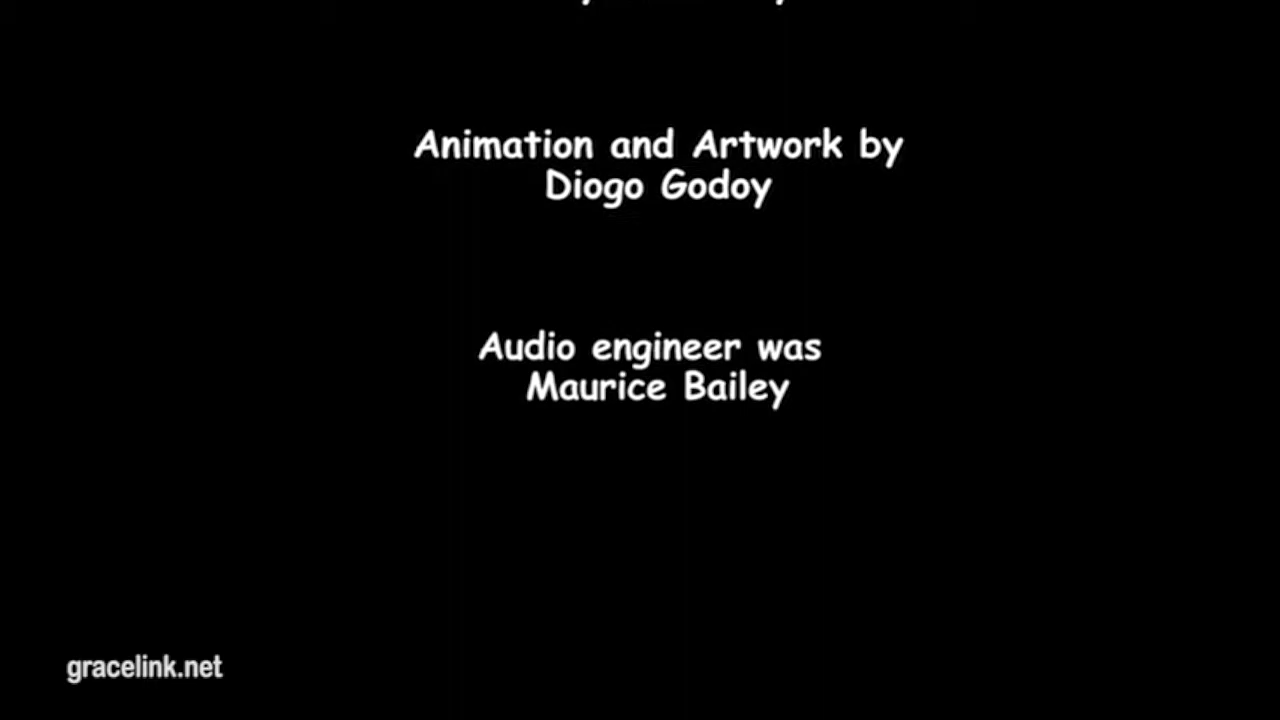 Animation and Artwork by
Diogo Godoy
Audio engineer was
Maurice Bailey
gracelink.net